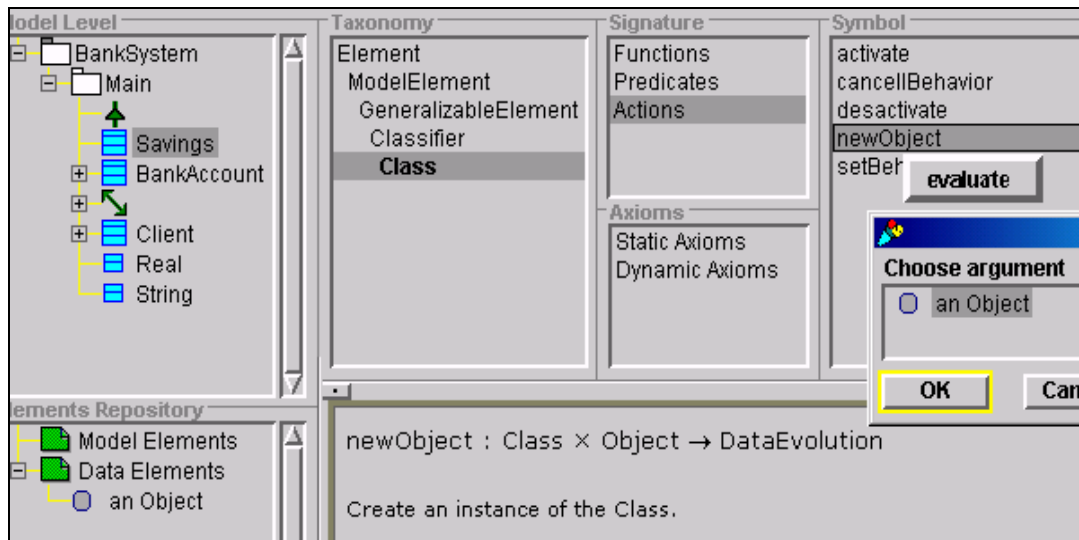 odel Level
BankSystem
Main
Savings
BankAccount
Client
Real
String
Taxonomy
Element
ModelElement
GeneralizableElement
Classifier
Class
Signature
Functions
Predicates
Actions
Axioms
Static Axioms
Dynamic Axioms
Symbol
activate
cancellBehavior
desactivate
newObject
setBeh
evaluate
Choose argument
an Object
OK
Can
lements Repository
Model Elements
Data Elements
an Object
newObject : Class × Object → DataEvolution
Create an instance of the Class.